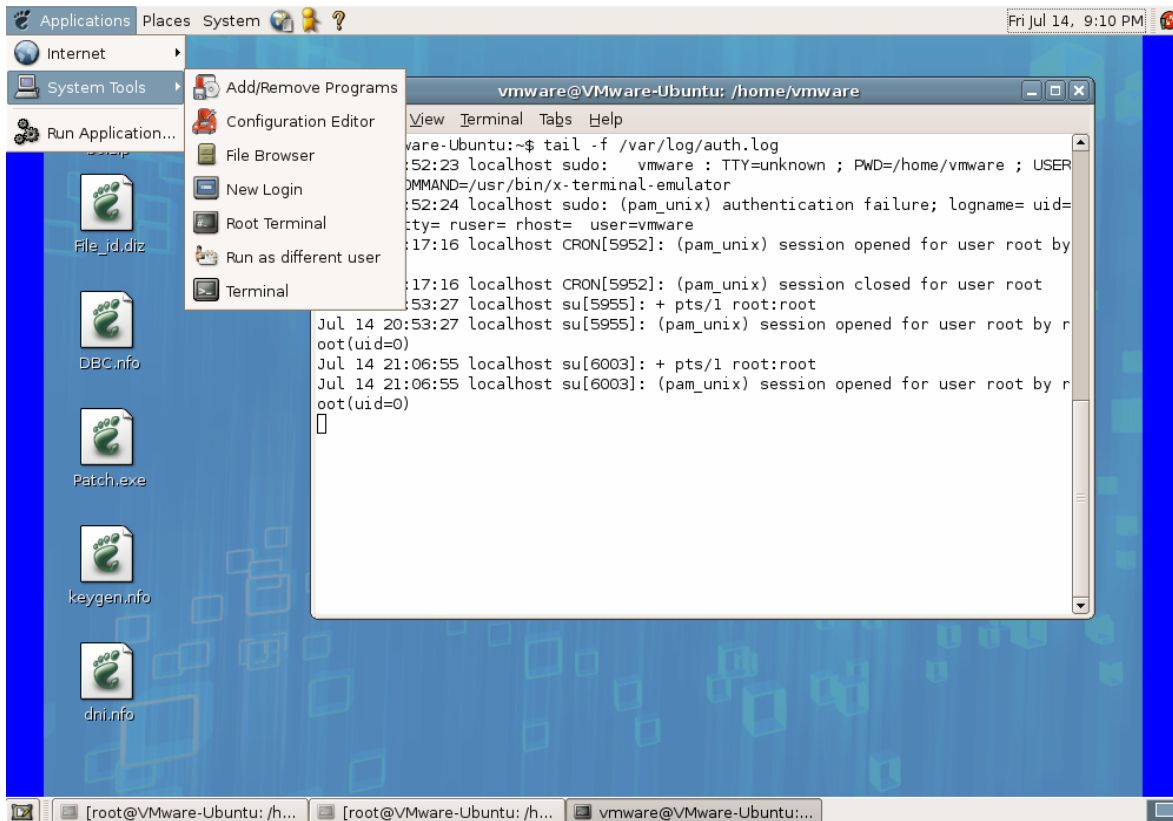 Applications Places System
Fri Jul 14, 9:10 PM
Internet
System Tools
Run Application...
Add/Remove Programs
Configuration Editor
File Browser
New Login
Root Terminal
Run as different user
Terminal
vmware@VMware-Ubuntu: /home/vmware
View Terminal Tabs Help
ware-Ubuntu:~$ tail -f /var/log/auth.log
:52:23 localhost sudo:   vmware : TTY=unknown ; PWD=/home/vmware ; USER
OMMAND=/usr/bin/x-terminal-emulator
:52:24 localhost sudo: (pam_unix) authentication failure; logname= uid=
tty= ruser= rhost=  user=vmware
:17:16 localhost CRON[5952]: (pam_unix) session opened for user root by
:17:16 localhost CRON[5952]: (pam_unix) session closed for user root
:53:27 localhost su[5955]: + pts/1 root:root
Jul 14 20:53:27 localhost su[5955]: (pam_unix) session opened for user root by r
oot(uid=0)
Jul 14 21:06:55 localhost su[6003]: + pts/1 root:root
Jul 14 21:06:55 localhost su[6003]: (pam_unix) session opened for user root by r
oot(uid=0)
File_id.diz
DBC.nfo
Patch.exe
keygen.nfo
dni.nfo
[root@VMware-Ubuntu: /h...
[root@VMware-Ubuntu: /h...
vmware@VMware-Ubuntu:...